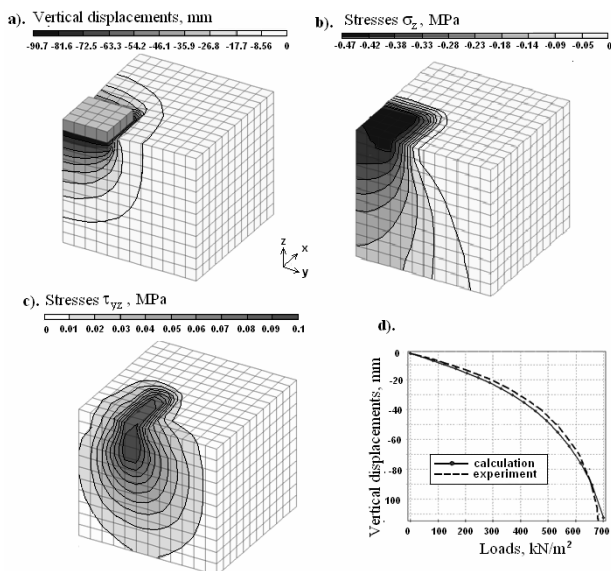 a). Vertical displacements, mm
-90.7 -81.6 -72.5 -63.3 -54.2 -46.1 -35.9 -26.8 -17.7 -8.56 0
b). Stresses σz, MPa
-0.47 -0.42 -0.38 -0.33 -0.28 -0.23 -0.19 -0.14 -0.09 -0.05 0
z
x
y
c). Stresses τyz , MPa
0 0.01 0.02 0.03 0.04 0.05 0.06 0.07 0.08 0.09 0.1
d).
Vertical displacements, mm
0
-20
-40
-60
-80
100
calculation
experiment
0 100 200 300 400 500 600 700
Loads, kN/m²